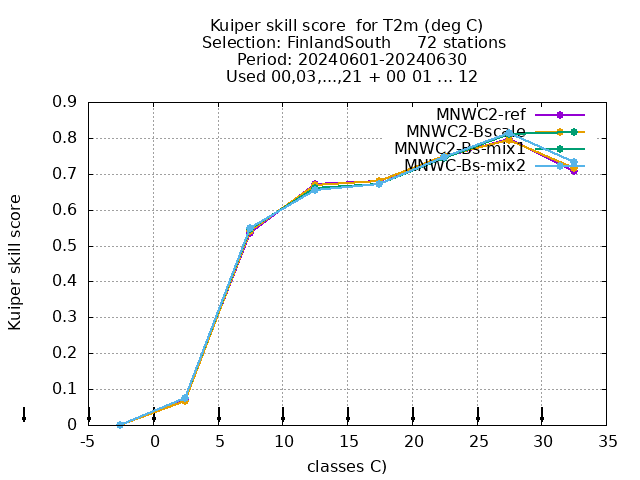 Kuiper skill score  for T2m (deg C)
Selection: FinlandSouth     72 stations
Period: 20240601-20240630
Used 00,03,...,21 + 00 01 ... 12
0.9
0.8
0.7
0.6
0.5
0.4
0.3
0.2
0.1
0
Kuiper skill score
MNWC2-ref
MNWC2-Bscale
MNWC2-Bs-mix1
MNWC-Bs-mix2
-5 0 5 10 15 20 25 30 35
classes C)